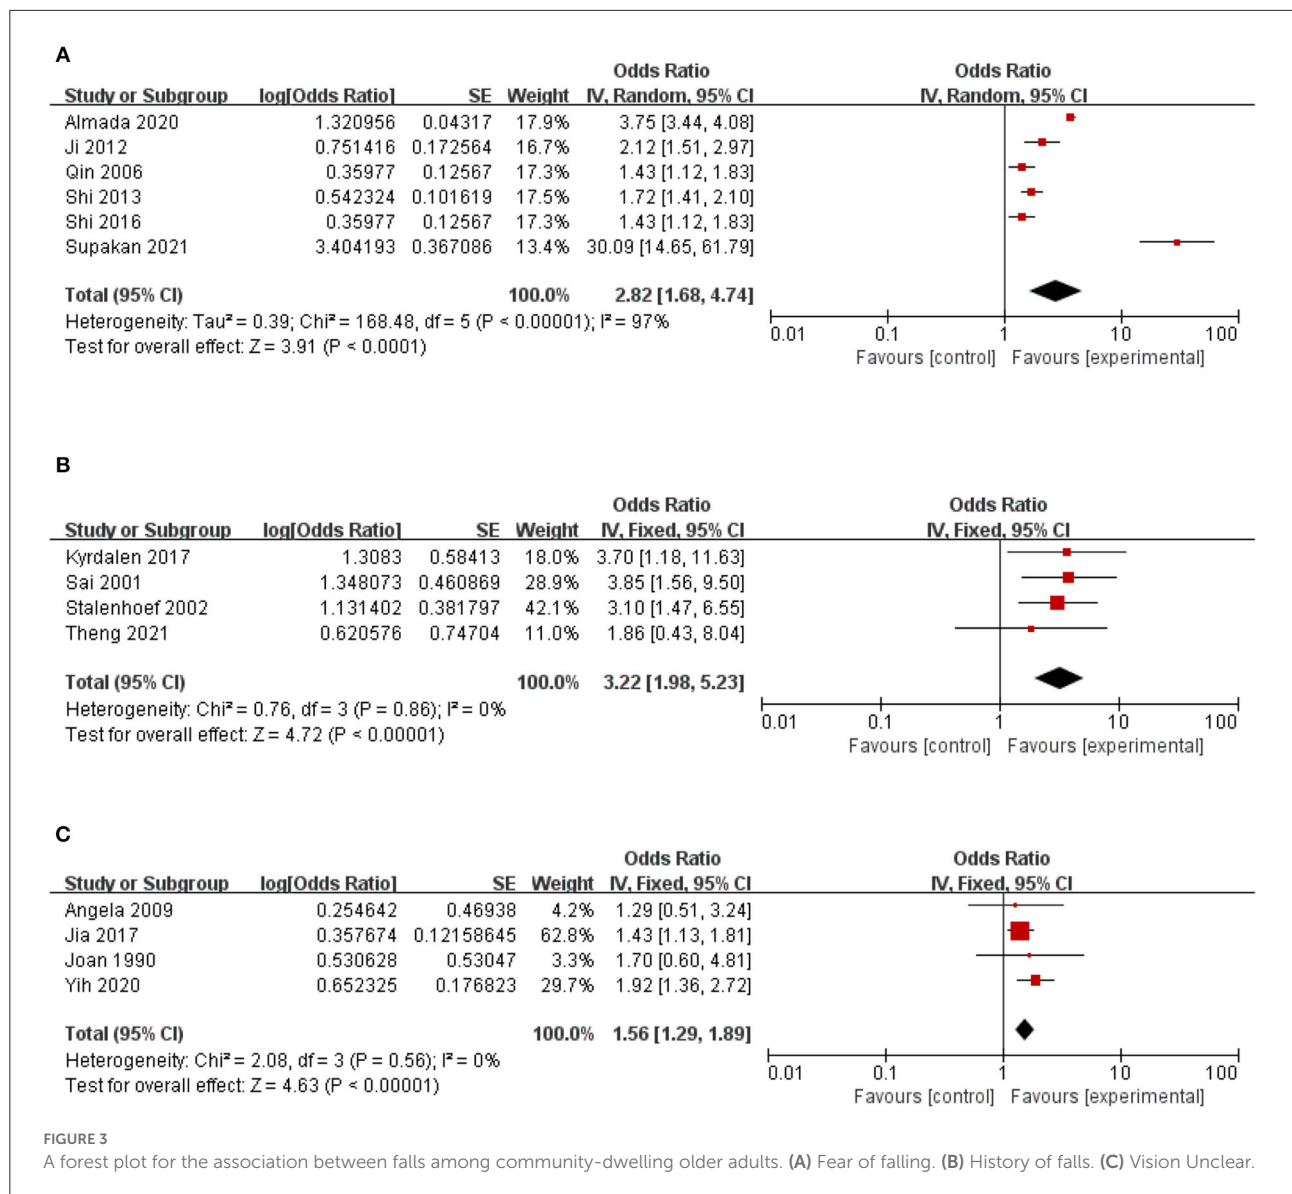 A
Odds Ratio Odds Ratio
Study or Subgroup log[Odds Ratio] SE Weight IV, Random, 95% CI IV, Random, 95% CI
Almada 2020 1.320956 0.04317 17.9% 3.75 [3.44, 4.08]
Ji 2012 0.751416 0.172564 16.7% 2.12 [1.51, 2.97]
Qin 2006 0.35977 0.12567 17.3% 1.43 [1.12, 1.83]
Shi 2013 0.542324 0.101619 17.5% 1.72 [1.41, 2.10]
Shi 2016 0.35977 0.12567 17.3% 1.43 [1.12, 1.83]
Supakan 2021 3.404193 0.367086 13.4% 30.09 [14.65, 61.79]
Total (95% CI) 100.0% 2.82 [1.68, 4.74]
Heterogeneity: Tau² = 0.39; Chi² = 168.48, df = 5 (P < 0.00001); I² = 97%
Test for overall effect: Z = 3.91 (P < 0.0001)
0.01 0.1 1 10 100
Favours [control] Favours [experimental]
B
Odds Ratio Odds Ratio
Study or Subgroup log[Odds Ratio] SE Weight IV, Fixed, 95% CI IV, Fixed, 95% CI
Kyrdalen 2017 1.3083 0.58413 18.0% 3.70 [1.18, 11.63]
Sai 2001 1.348073 0.460869 28.9% 3.85 [1.56, 9.50]
Stalenhoef 2002 1.131402 0.381797 42.1% 3.10 [1.47, 6.55]
Theng 2021 0.620576 0.74704 11.0% 1.86 [0.43, 8.04]
Total (95% CI) 100.0% 3.22 [1.98, 5.23]
Heterogeneity: Chi² = 0.76, df = 3 (P = 0.86); I² = 0%
Test for overall effect: Z = 4.72 (P < 0.00001)
0.01 0.1 1 10 100
Favours [control] Favours [experimental]
C
Odds Ratio Odds Ratio
Study or Subgroup log[Odds Ratio] SE Weight IV, Fixed, 95% CI IV, Fixed, 95% CI
Angela 2009 0.254642 0.46938 4.2% 1.29 [0.51, 3.24]
Jia 2017 0.357674 0.12158645 62.8% 1.43 [1.13, 1.81]
Joan 1990 0.530628 0.53047 3.3% 1.70 [0.60, 4.81]
Yih 2020 0.652325 0.176823 29.7% 1.92 [1.36, 2.72]
Total (95% CI) 100.0% 1.56 [1.29, 1.89]
Heterogeneity: Chi² = 2.08, df = 3 (P = 0.56); I² = 0%
Test for overall effect: Z = 4.63 (P < 0.00001)
0.01 0.1 1 10 100
Favours [control] Favours [experimental]
FIGURE 3
A forest plot for the association between falls among community-dwelling older adults. (A) Fear of falling. (B) History of falls. (C) Vision Unclear.